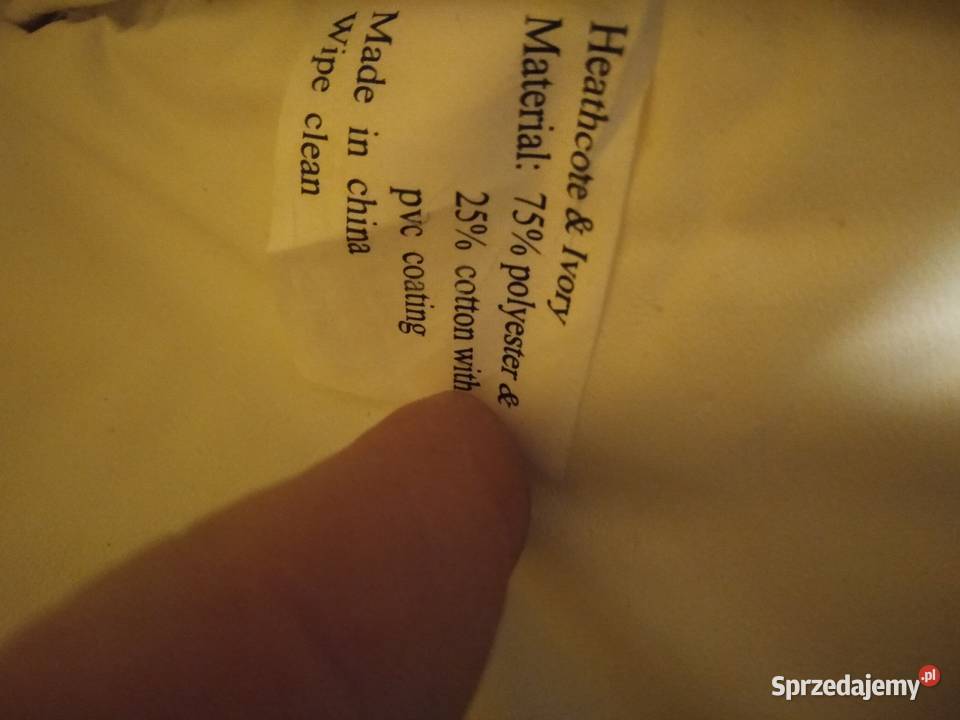 Heathcote & Ivory
Material: 75% polyester &
25% cotton with
pvc coating
Made in china
Wipe clean
Sprzedajemy.pl